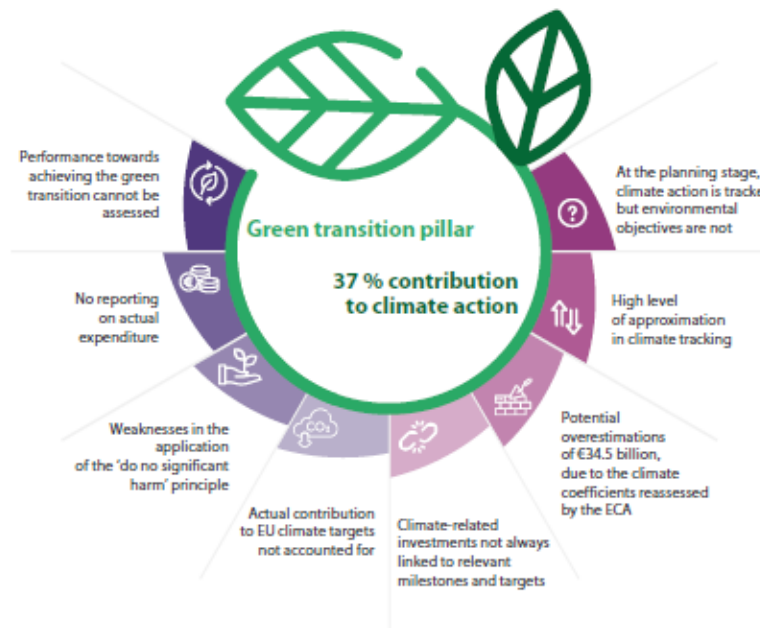 Green transition pillar
37 % contribution
to climate action
At the planning stage,
climate action is tracke
but environmental
objectives are not
High level
of approximation
in climate tracking
Potential
overestimations
of €34.5 billion,
due to the climate
coefficients reassessed
by the ECA
Climate-related
investments not always
linked to relevant
milestones and targets
Actual contribution
to EU climate targets
not accounted for
Weaknesses in the
application
of the ‘do no significant
harm’ principle
No reporting
on actual
expenditure
Performance towards
achieving the green
transition cannot be
assessed
CO₂
?